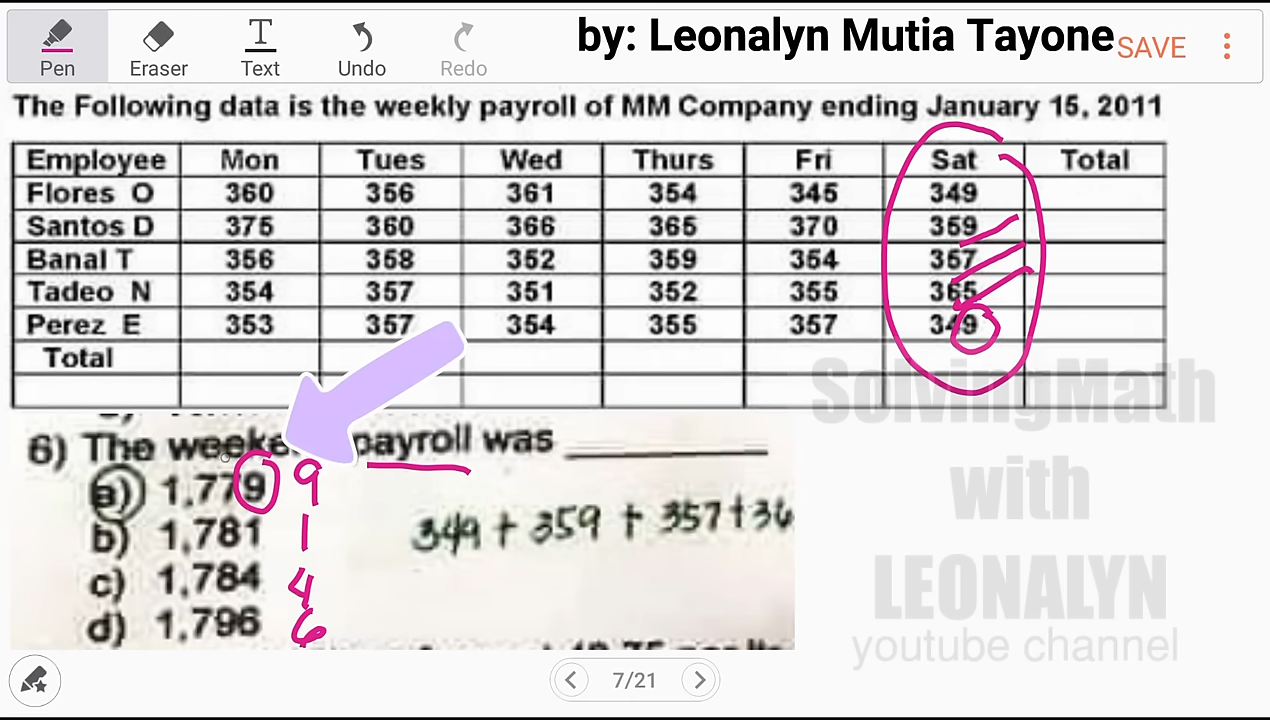 by: Leonalyn Mutia Tayone
SAVE
Pen Eraser Text Undo Redo
The Following data is the weekly payroll of MM Company ending January 15, 2011
Employee Mon Tues Wed Thurs Fri Sat Total
Flores O 360 356 361 354 345 349
Santos D 375 360 366 365 370 359
Banal T 356 358 352 359 354 357
Tadeo N 354 357 351 352 355 365
Perez E 353 357 354 355 357 349
Total
SolvingMath
with
LEONALYN
youtube channel
6) The payroll was
a) 1,779 9
b) 1,781 1
c) 1,784 4
d) 1,796 6
349 + 359 + 357 + 36
7/21